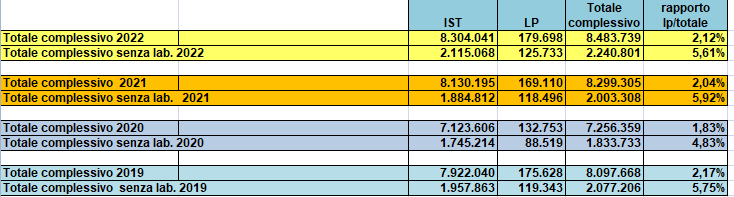 IST LP Totale complessivo rapporto lp/totale
Totale complessivo 2022 8.304.041 179.698 8.483.739 2,12%
Totale complessivo senza lab. 2022 2.115.068 125.733 2.240.801 5,61%
Totale complessivo 2021 8.130.195 169.110 8.299.305 2,04%
Totale complessivo senza lab. 2021 1.884.812 118.496 2.003.308 5,92%
Totale complessivo 2020 7.123.606 132.753 7.256.359 1,83%
Totale complessivo senza lab. 2020 1.745.214 88.519 1.833.733 4,83%
Totale complessivo 2019 7.922.040 175.628 8.097.668 2,17%
Totale complessivo senza lab. 2019 1.957.863 119.343 2.077.206 5,75%